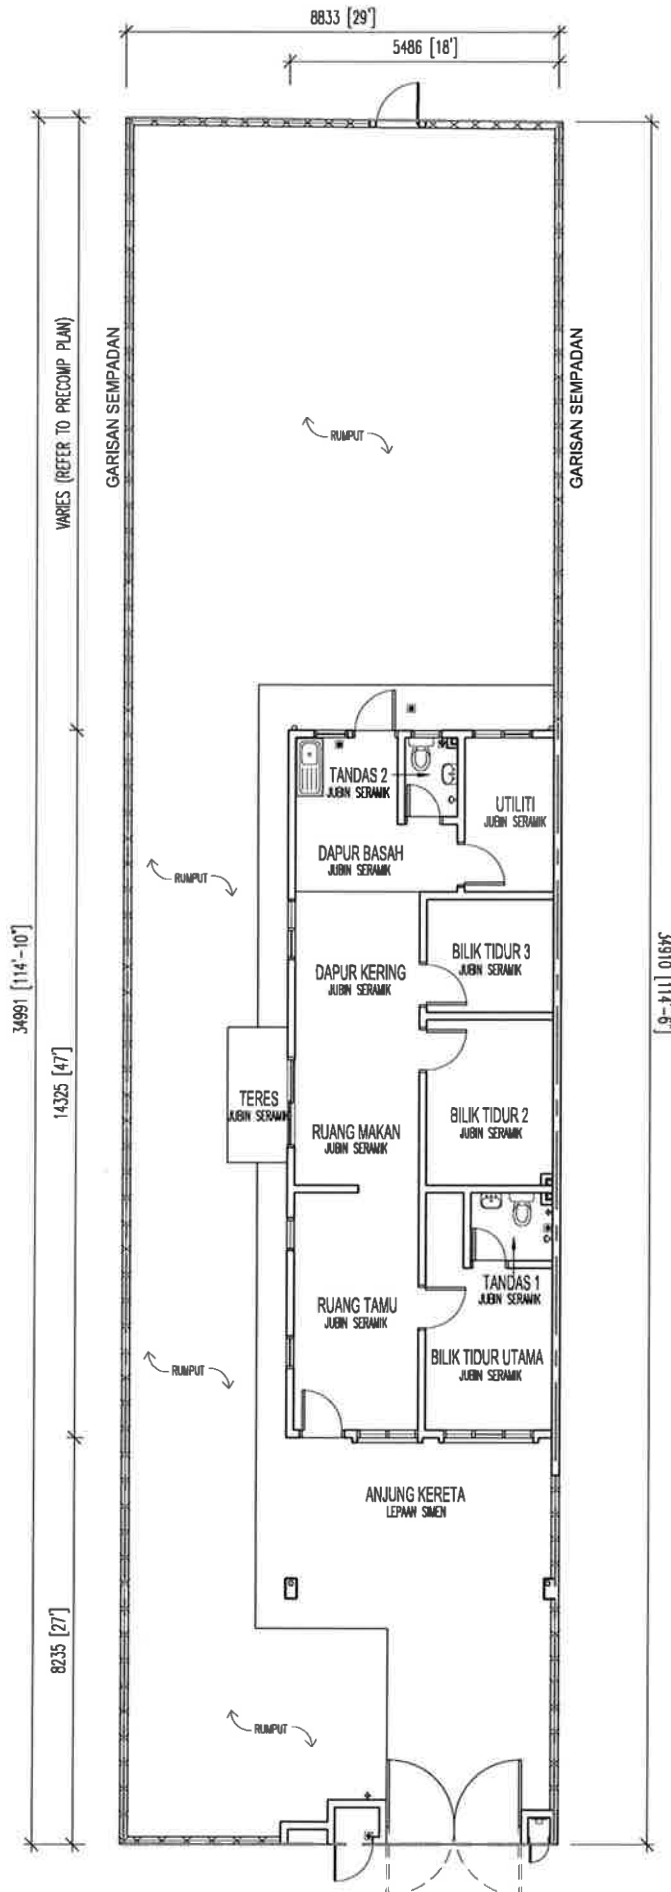 8833 [29']
5486 [18']
VARIES (REFER TO PRECOMP PLAN)
GARISAN SEMPADAN
GARISAN SEMPADAN
RUMPUT
TANDAS 2
JUBIN SERAMIK
UTILITI
JUBIN SERAMIK
DAPUR BASAH
JUBIN SERAMIK
RUMPUT
BILIK TIDUR 3
JUBIN SERAMIK
DAPUR KERING
JUBIN SERAMIK
34991 [114'-10"]
34910 [114'-6"]
14325 [47']
TERES
JUBIN SERAMIK
BILIK TIDUR 2
JUBIN SERAMIK
RUANG MAKAN
JUBIN SERAMIK
TANDAS 1
JUBIN SERAMIK
RUANG TAMU
JUBIN SERAMIK
BILIK TIDUR UTAMA
JUBIN SERAMIK
RUMPUT
ANJUNG KERETA
LEPAAN SIMEN
8235 [27']
RUMPUT